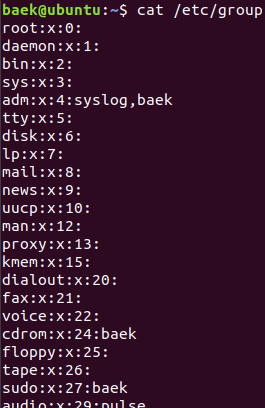 baek@ubuntu:~$ cat /etc/group
root:x:0:
daemon:x:1:
bin:x:2:
sys:x:3:
adm:x:4:syslog,baek
tty:x:5:
disk:x:6:
lp:x:7:
mail:x:8:
news:x:9:
uucp:x:10:
man:x:12:
proxy:x:13:
kmem:x:15:
dialout:x:20:
fax:x:21:
voice:x:22:
cdrom:x:24:baek
floppy:x:25:
tape:x:26:
sudo:x:27:baek
audio:x:29:pulse